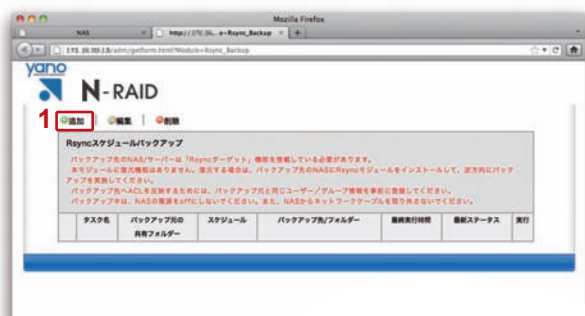 Mozilla Firefox
NAS
http://172.16....e=Rsync_Backup
/adm/getform.html?Module=Rsync_Backup
yano
N-RAID
1
追加
編集
削除
Rsyncスケジュールバックアップ
バックアップ先のNAS/サーバーは「Rsyncターゲット」機能を搭載している必要があります。
本モジュールに復元機能はありません。復元する場合は、バックアップ先のNASにRsyncモジュールをインストールして、逆方向にバック
アップを実施してください。
バックアップ先へACLを反映するためには、バックアップ元と同じユーザー/グループ情報を事前に登録してください。
バックアップ中は、NASの電源をoffにしないでください。また、NASからネットワークケーブルを取り外さないでください。
タスク名 バックアップ元の共有フォルダー スケジュール バックアップ先/フォルダー 最終実行時間 最新ステータス 実行